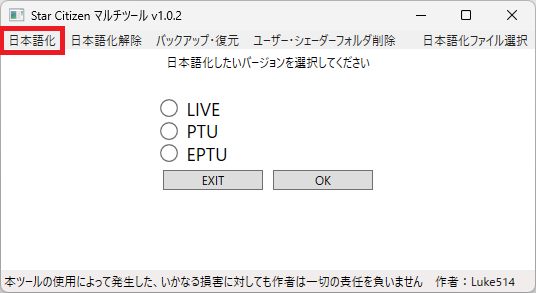 Star Citizen マルチツール v1.0.2
日本語化 日本語化解除 バックアップ・復元 ユーザー・シェーダーフォルダ削除 日本語化ファイル選択
日本語化したいバージョンを選択してください
LIVE
PTU
EPTU
EXIT OK
本ツールの使用によって発生した、いかなる損害に対しても作者は一切の責任を負いません 作者：Luke514